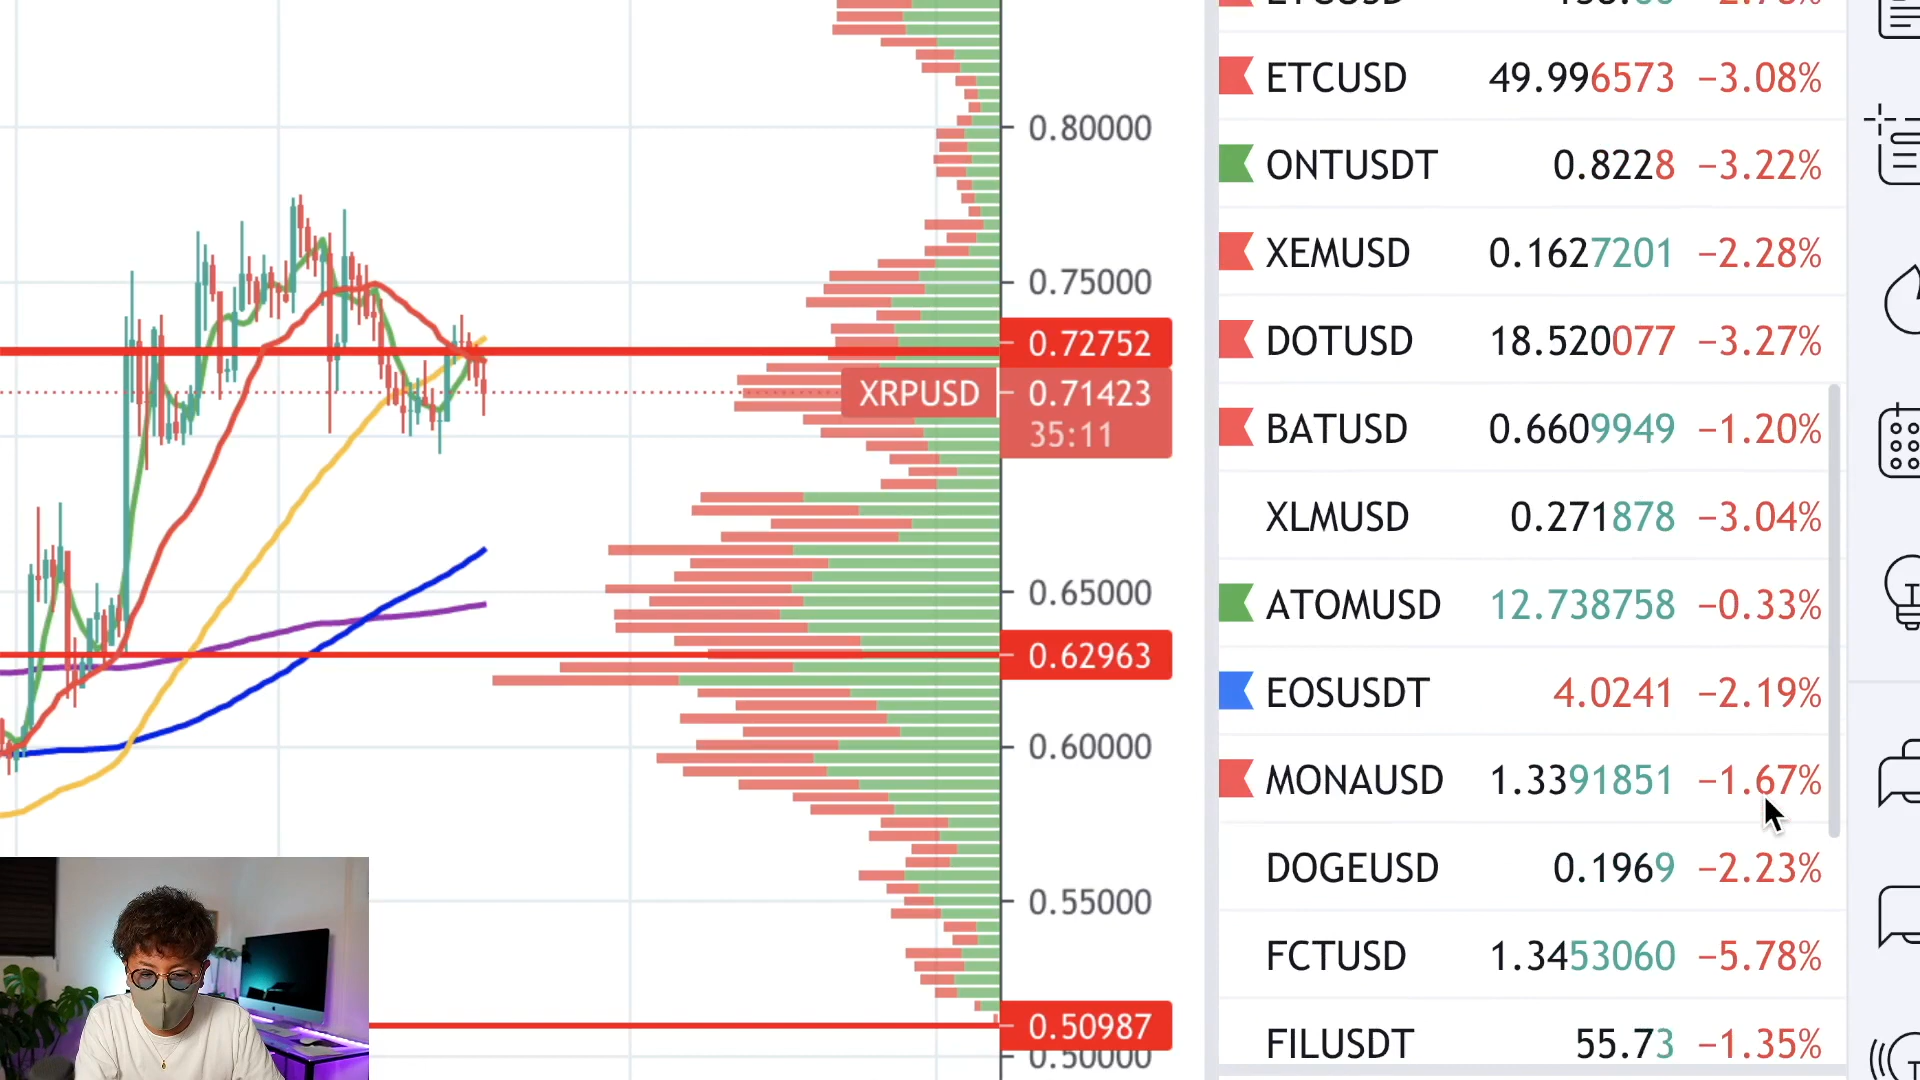 0.80000
0.75000
0.72752
XRPUSD 0.71423
35:11
0.65000
0.62963
0.60000
0.55000
0.50987
0.50000
ETCUSD 49.996573 −3.08%
ONTUSDT 0.8228 −3.22%
XEMUSD 0.1627201 −2.28%
DOTUSD 18.520077 −3.27%
BATUSD 0.6609949 −1.20%
XLMUSD 0.271878 −3.04%
ATOMUSD 12.738758 −0.33%
EOSUSDT 4.0241 −2.19%
MONAUSD 1.3391851 −1.67%
DOGEUSD 0.1969 −2.23%
FCTUSD 1.3453060 −5.78%
FILUSDT 55.73 −1.35%